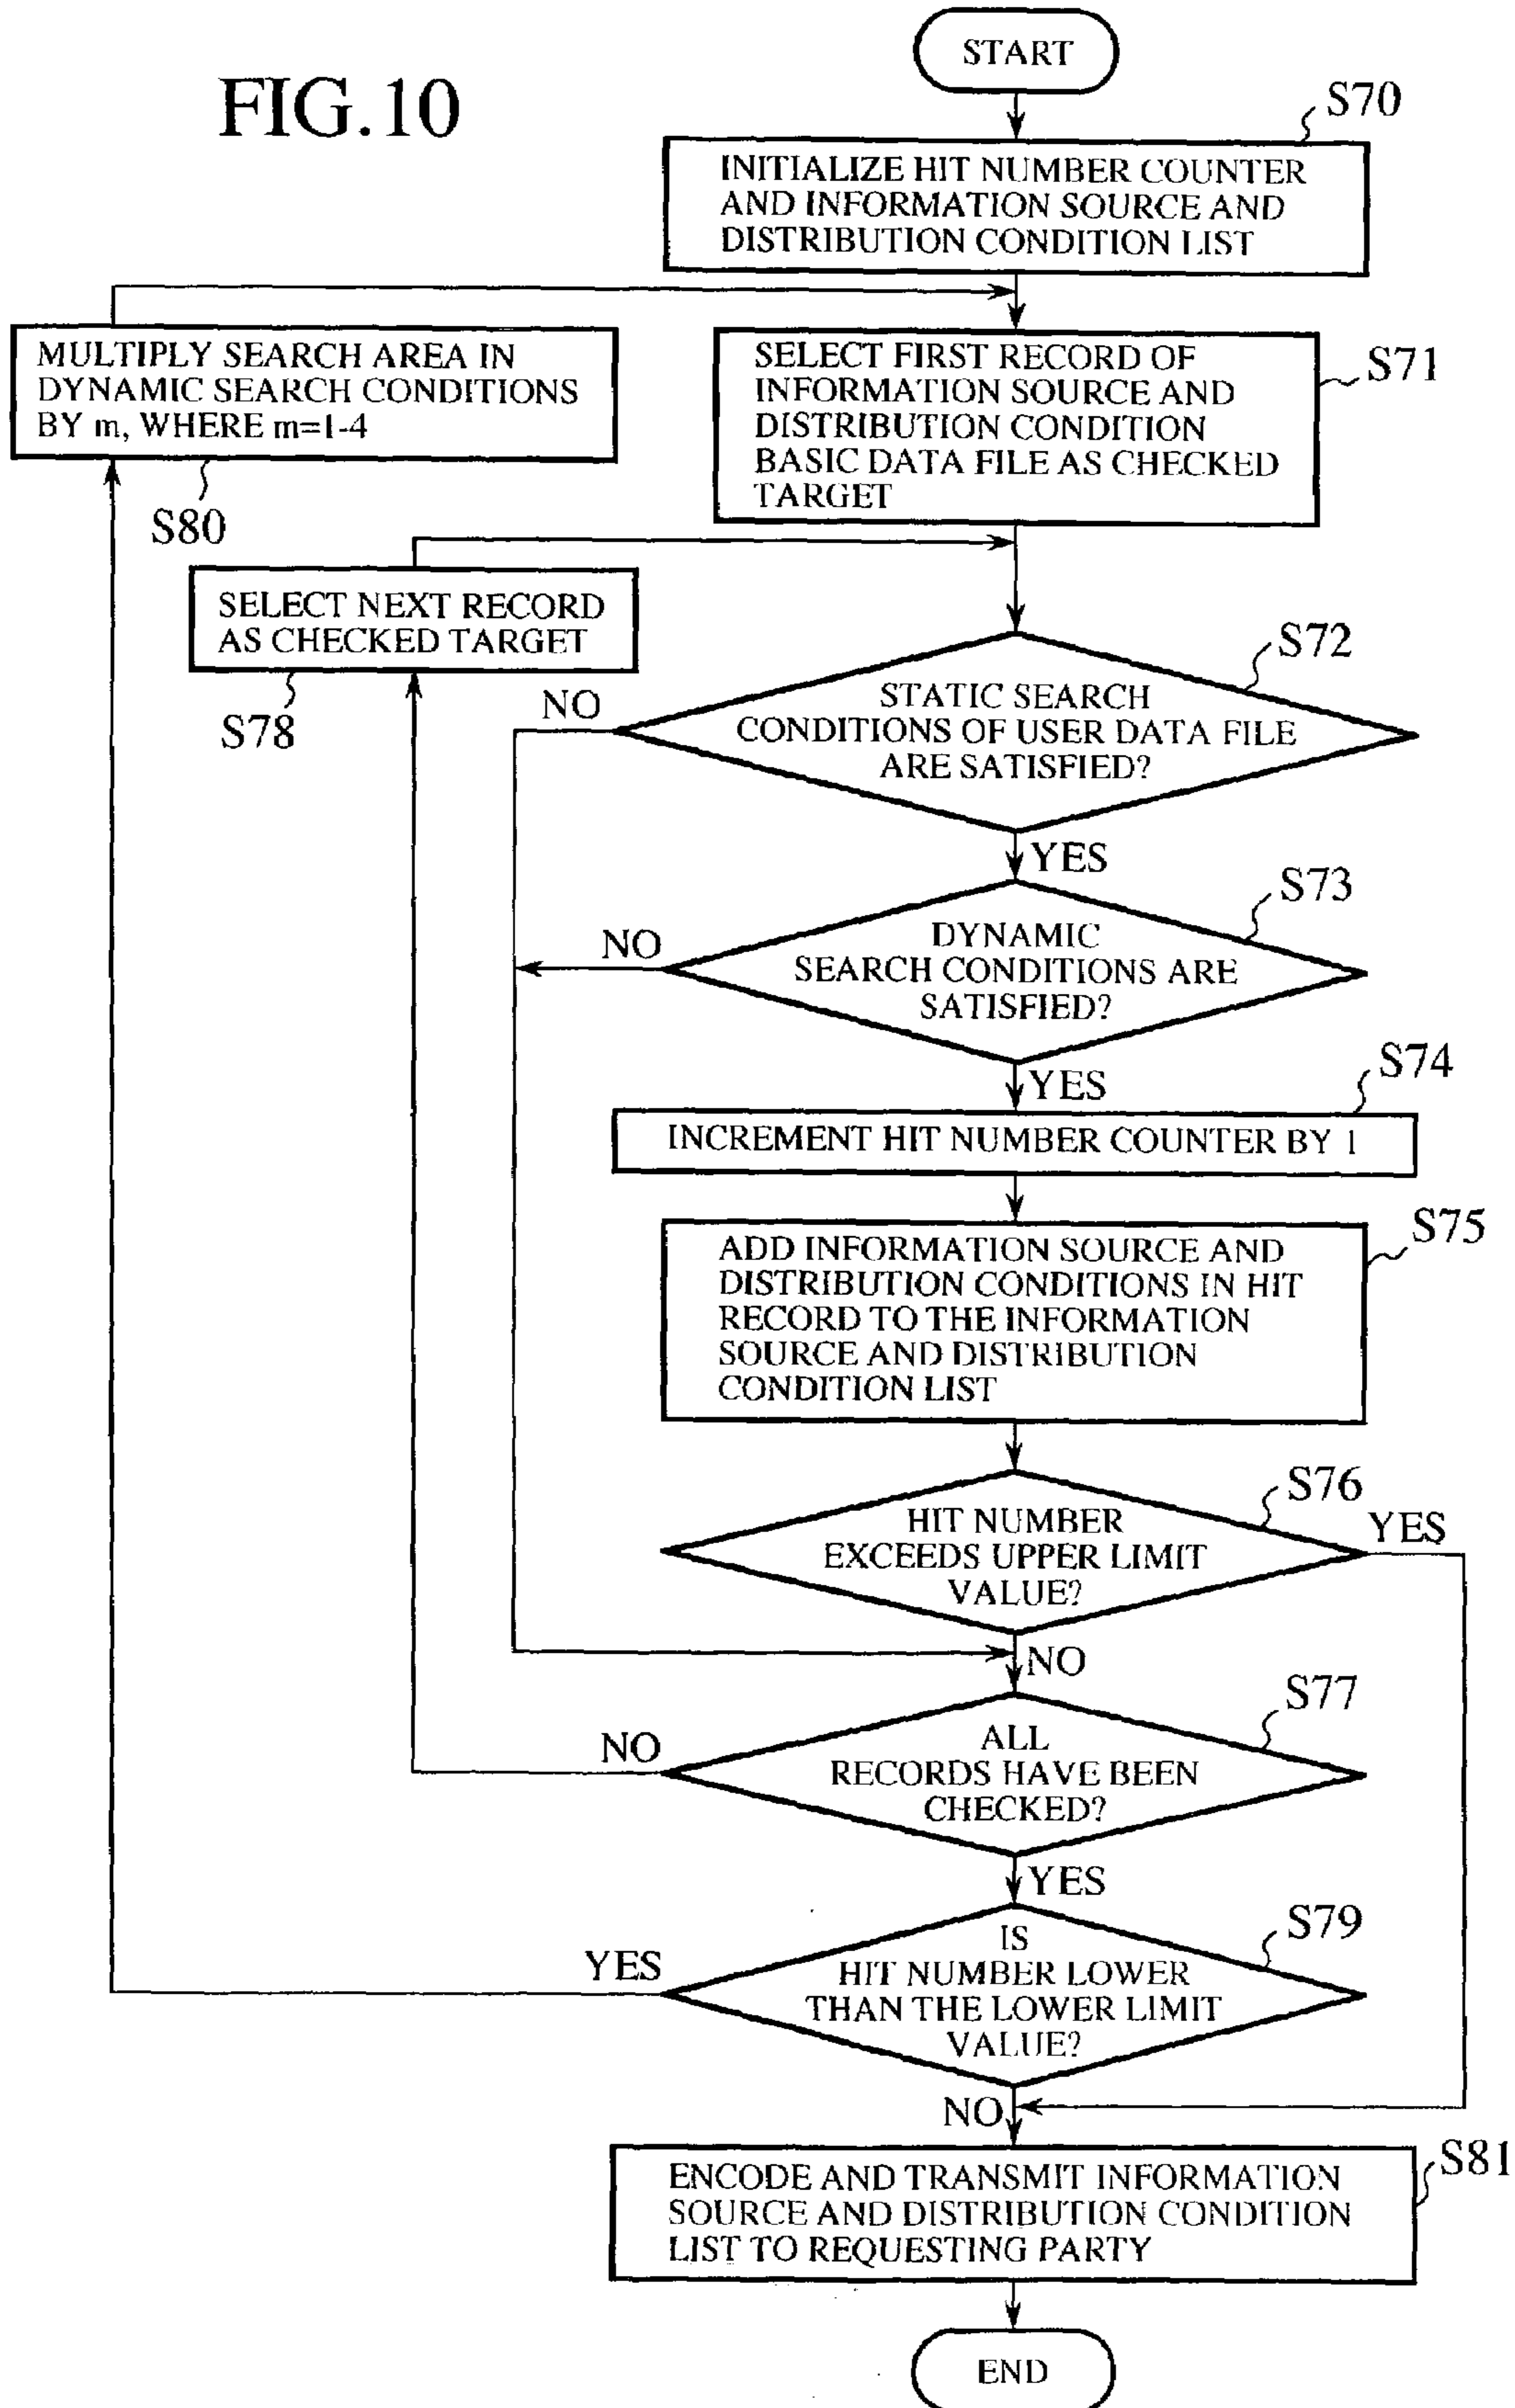 FIG.10
START
S70
INITIALIZE HIT NUMBER COUNTER
AND INFORMATION SOURCE AND
DISTRIBUTION CONDITION LIST
MULTIPLY SEARCH AREA IN
DYNAMIC SEARCH CONDITIONS
BY m, WHERE m=1-4
S80
SELECT FIRST RECORD OF
INFORMATION SOURCE AND
DISTRIBUTION CONDITION
BASIC DATA FILE AS CHECKED
TARGET
S71
SELECT NEXT RECORD
AS CHECKED TARGET
S78
S72
STATIC SEARCH
CONDITIONS OF USER DATA FILE
ARE SATISFIED?
NO
YES
S73
DYNAMIC
SEARCH CONDITIONS ARE
SATISFIED?
NO
YES
S74
INCREMENT HIT NUMBER COUNTER BY 1
S75
ADD INFORMATION SOURCE AND
DISTRIBUTION CONDITIONS IN HIT
RECORD TO THE INFORMATION
SOURCE AND DISTRIBUTION
CONDITION LIST
S76
HIT NUMBER
EXCEEDS UPPER LIMIT
VALUE?
YES
NO
S77
ALL
RECORDS HAVE BEEN
CHECKED?
NO
YES
S79
IS
HIT NUMBER LOWER
THAN THE LOWER LIMIT
VALUE?
YES
NO
S81
ENCODE AND TRANSMIT INFORMATION
SOURCE AND DISTRIBUTION CONDITION
LIST TO REQUESTING PARTY
END